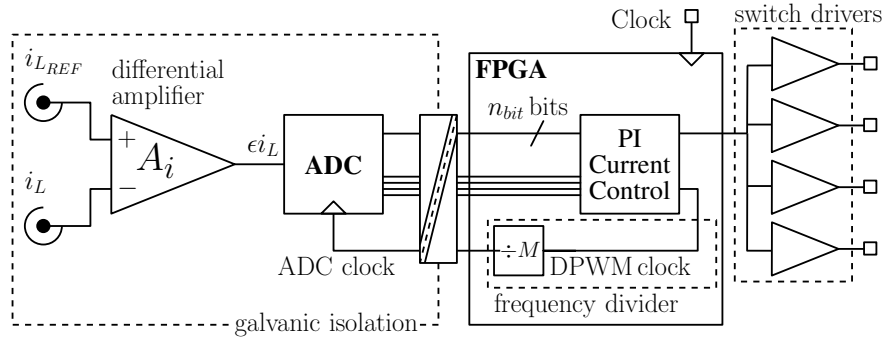 switch drivers
Clock
i_{L_{REF}}
differential
amplifier
FPGA
n_{bit} bits
+
A_i
−
ϵi_L
ADC
PI
Current
Control
i_L
÷M
ADC clock
DPWM clock
frequency divider
galvanic isolation